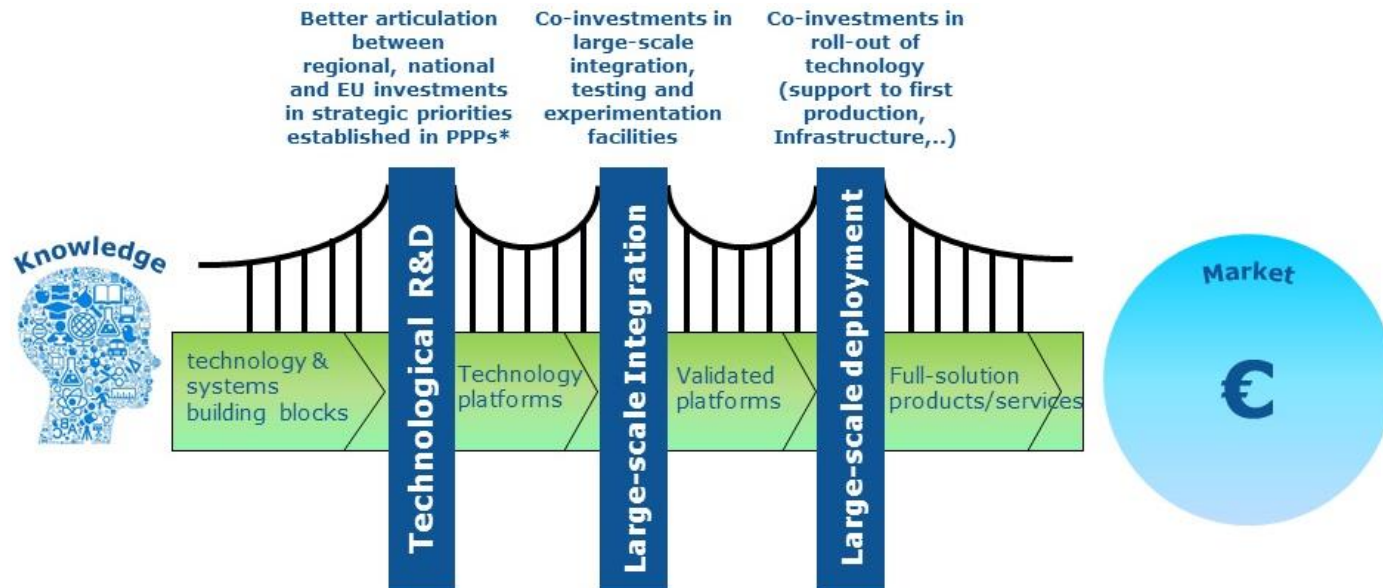 Better articulation
between
regional, national
and EU investments
in strategic priorities
established in PPPs*
Co-investments in
large-scale
integration,
testing and
experimentation
facilities
Co-investments in
roll-out of
technology
(support to first
production,
Infrastructure,..)
Knowledge
technology &
systems
building blocks
Technological R&D
Technology
platforms
Large-scale Integration
Validated
platforms
Large-scale deployment
Full-solution
products/services
Market
€